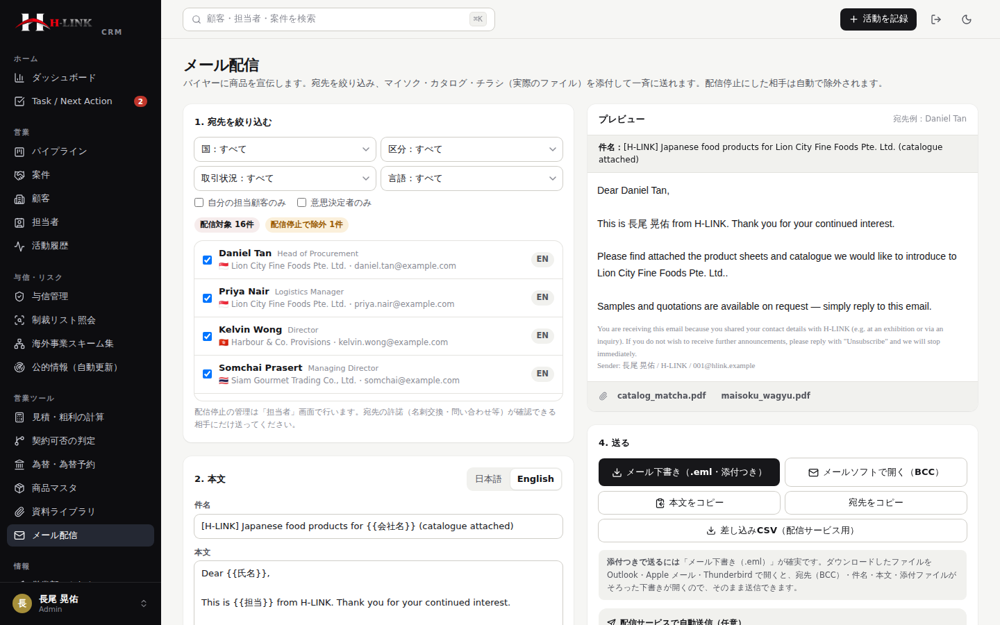 H-LINK
CRM
ホーム
ダッシュボード
Task / Next Action
2
営業
パイプライン
案件
顧客
担当者
活動履歴
与信・リスク
与信管理
制裁リスト照会
海外事業スキーム集
公的情報（自動更新）
営業ツール
見積・粗利の計算
契約可否の判定
為替・為替予約
商品マスタ
資料ライブラリ
メール配信
情報
長
長尾 晃佑
Admin
顧客・担当者・案件を検索
⌘K
活動を記録
メール配信
バイヤーに商品を宣伝します。宛先を絞り込み、マイソク・カタログ・チラシ（実際のファイル）を添付して一斉に送れます。配信停止にした相手は自動で除外されます。
1. 宛先を絞り込む
国：すべて
区分：すべて
取引状況：すべて
言語：すべて
自分の担当顧客のみ
意思決定者のみ
配信対象 16件
配信停止で除外 1件
Daniel Tan Head of Procurement
Lion City Fine Foods Pte. Ltd.・daniel.tan@example.com
EN
Priya Nair Logistics Manager
Lion City Fine Foods Pte. Ltd.・priya.nair@example.com
EN
Kelvin Wong Director
Harbour & Co. Provisions・kelvin.wong@example.com
EN
Somchai Prasert Managing Director
Siam Gourmet Trading Co., Ltd.・somchai@example.com
EN
配信停止の管理は「担当者」画面で行います。宛先の許諾（名刺交換・問い合わせ等）が確認できる
相手にだけ送ってください。
2. 本文
日本語
English
件名
[H-LINK] Japanese food products for {{会社名}} (catalogue attached)
本文
Dear {{氏名}},
This is {{担当}} from H-LINK. Thank you for your continued interest.
プレビュー
宛先例：Daniel Tan
件名：[H-LINK] Japanese food products for Lion City Fine Foods Pte. Ltd. (catalogue
attached)
Dear Daniel Tan,
This is 長尾 晃佑 from H-LINK. Thank you for your continued interest.
Please find attached the product sheets and catalogue we would like to introduce to
Lion City Fine Foods Pte. Ltd..
Samples and quotations are available on request — simply reply to this email.
You are receiving this email because you shared your contact details with H-LINK (e.g. at an exhibition or via an
inquiry). If you do not wish to receive further announcements, please reply with "Unsubscribe" and we will stop
immediately.
Sender: 長尾 晃佑 / H-LINK / 001@hlink.example
catalog_matcha.pdf
maisoku_wagyu.pdf
4. 送る
メール下書き（.eml・添付つき）
メールソフトで開く（BCC）
本文をコピー
宛先をコピー
差し込みCSV（配信サービス用）
添付つきで送るには「メール下書き（.eml）」が確実です。ダウンロードしたファイルを
Outlook・Apple メール・Thunderbird で開くと、宛先（BCC）・件名・本文・添付ファイルが
そろった下書きが開くので、そのまま送信できます。
配信サービスで自動送信（任意）